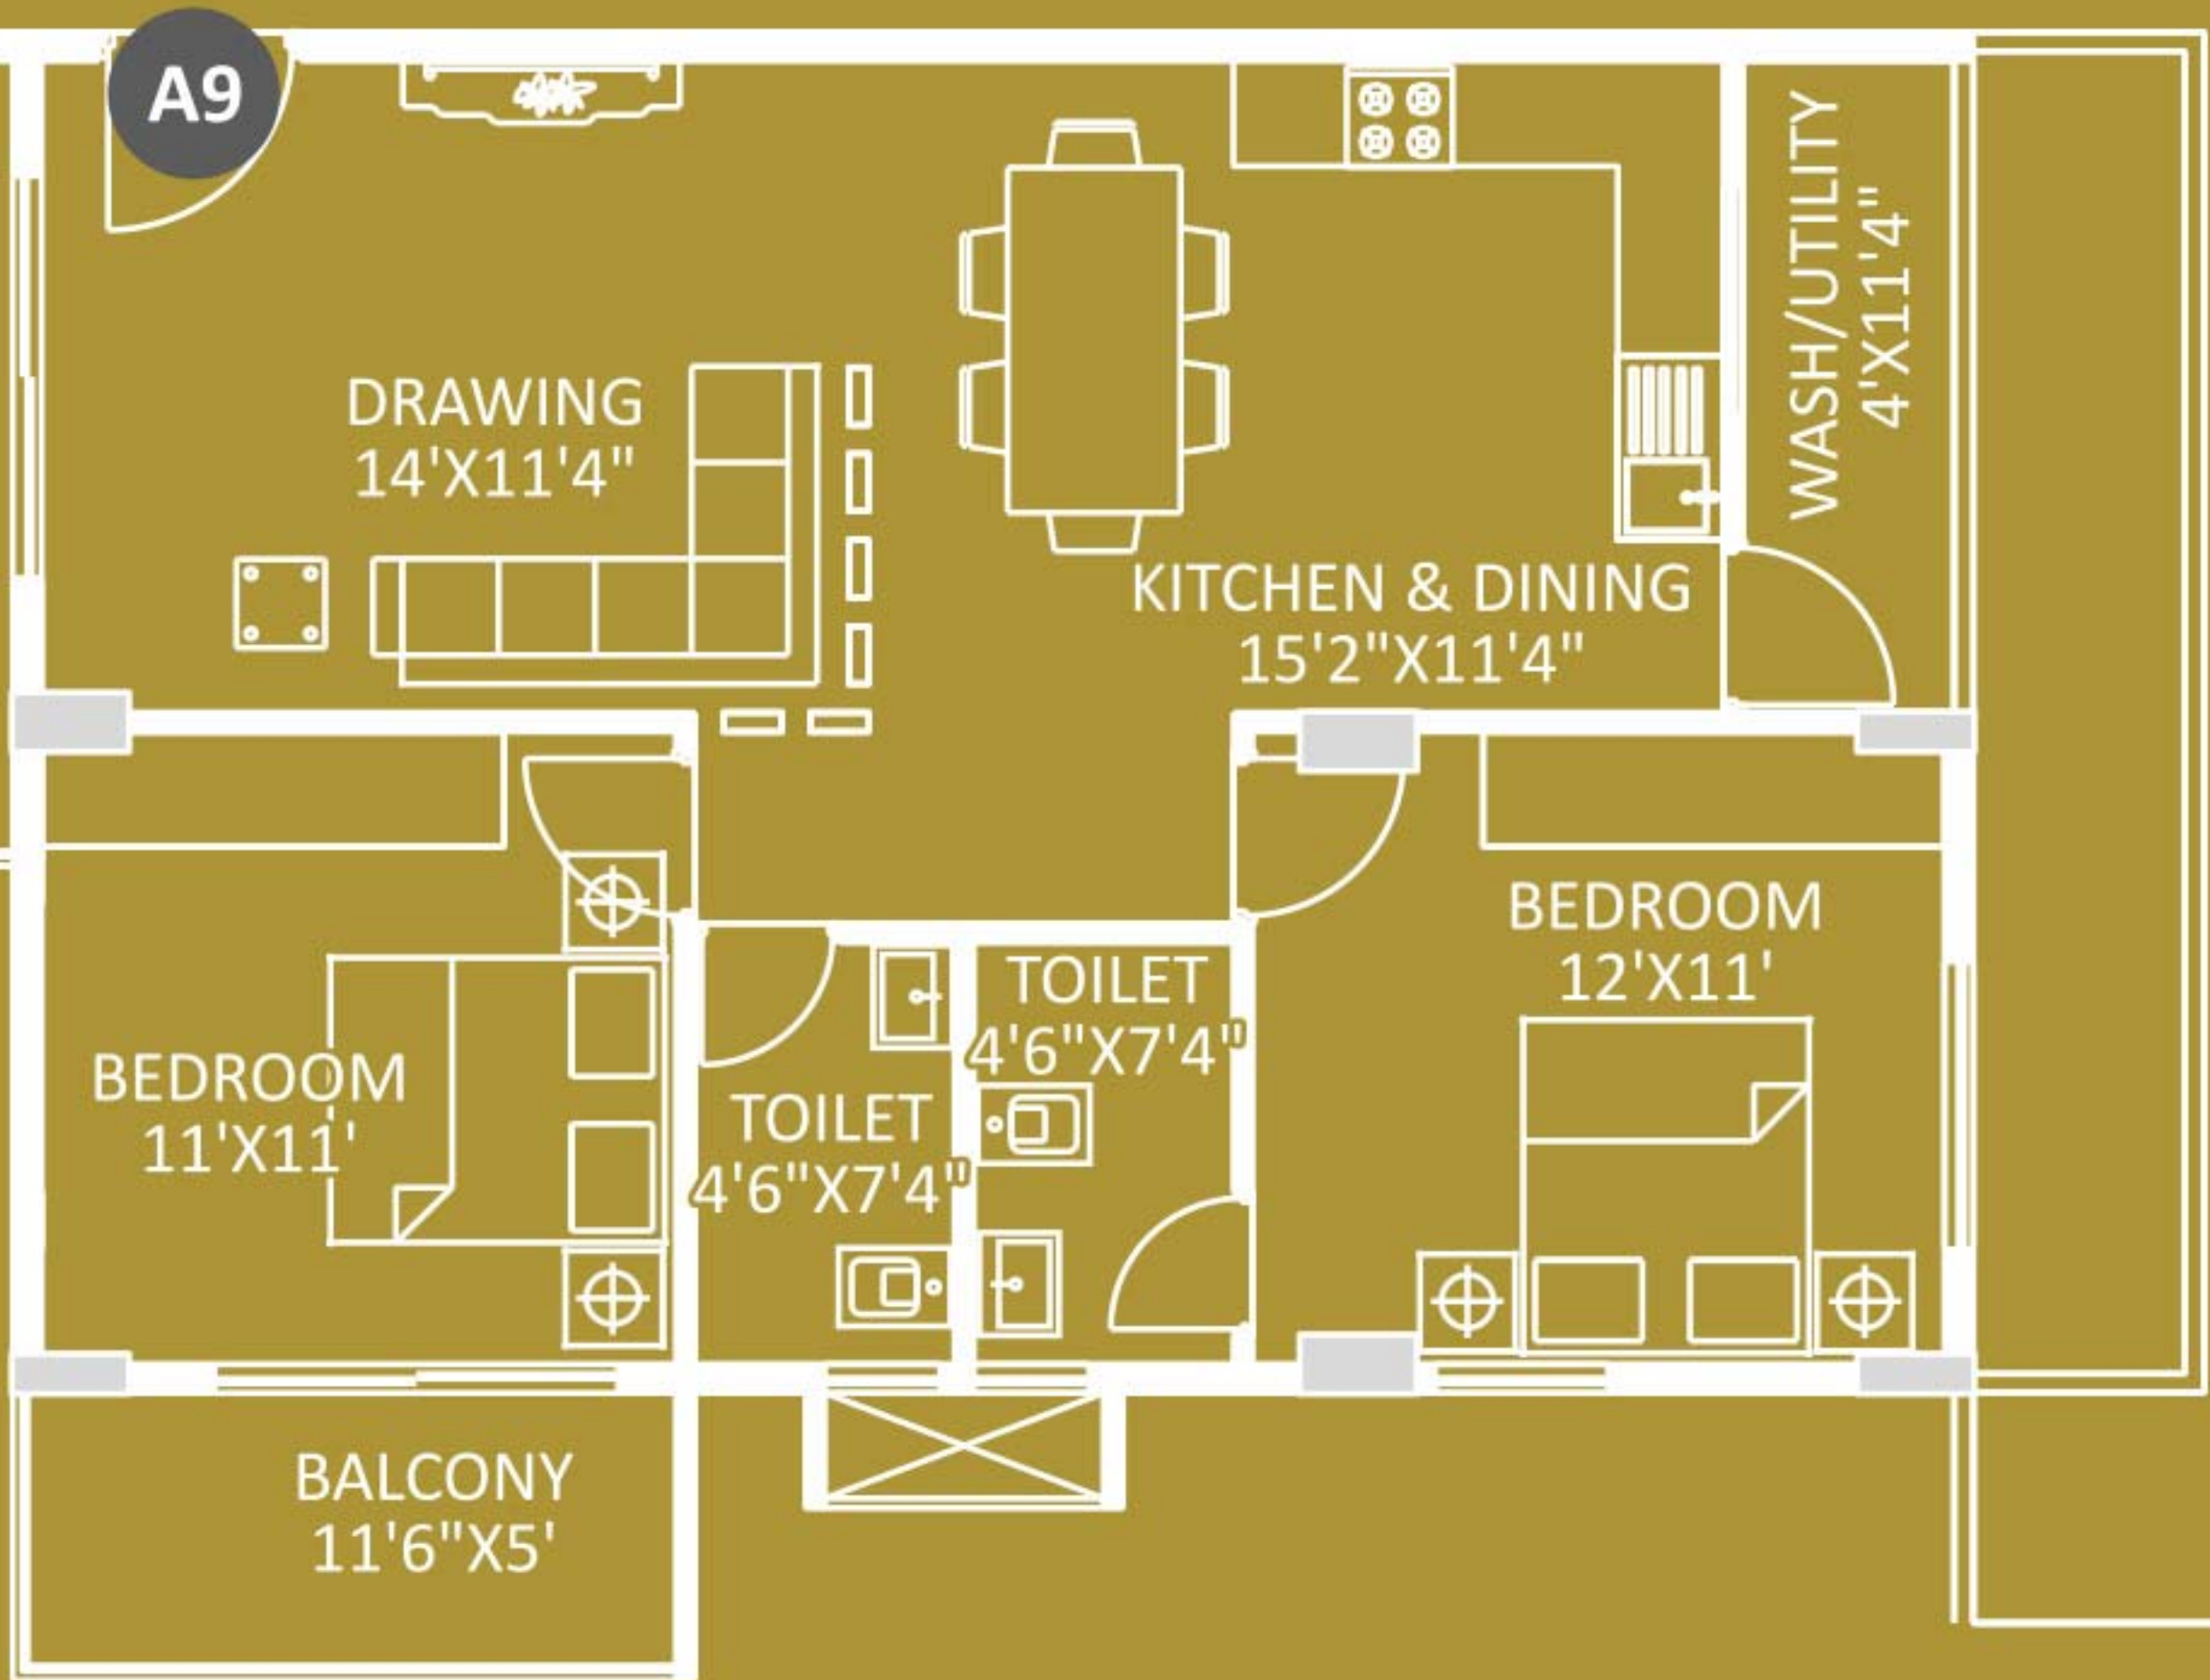 A9
DRAWING
14'X11'4"
KITCHEN & DINING
15'2"X11'4"
WASH/UTILITY
4'X11'4"
BEDROOM
11'X11'
TOILET
4'6"X7'4"
TOILET
4'6"X7'4"
BEDROOM
12'X11'
BALCONY
11'6"X5'